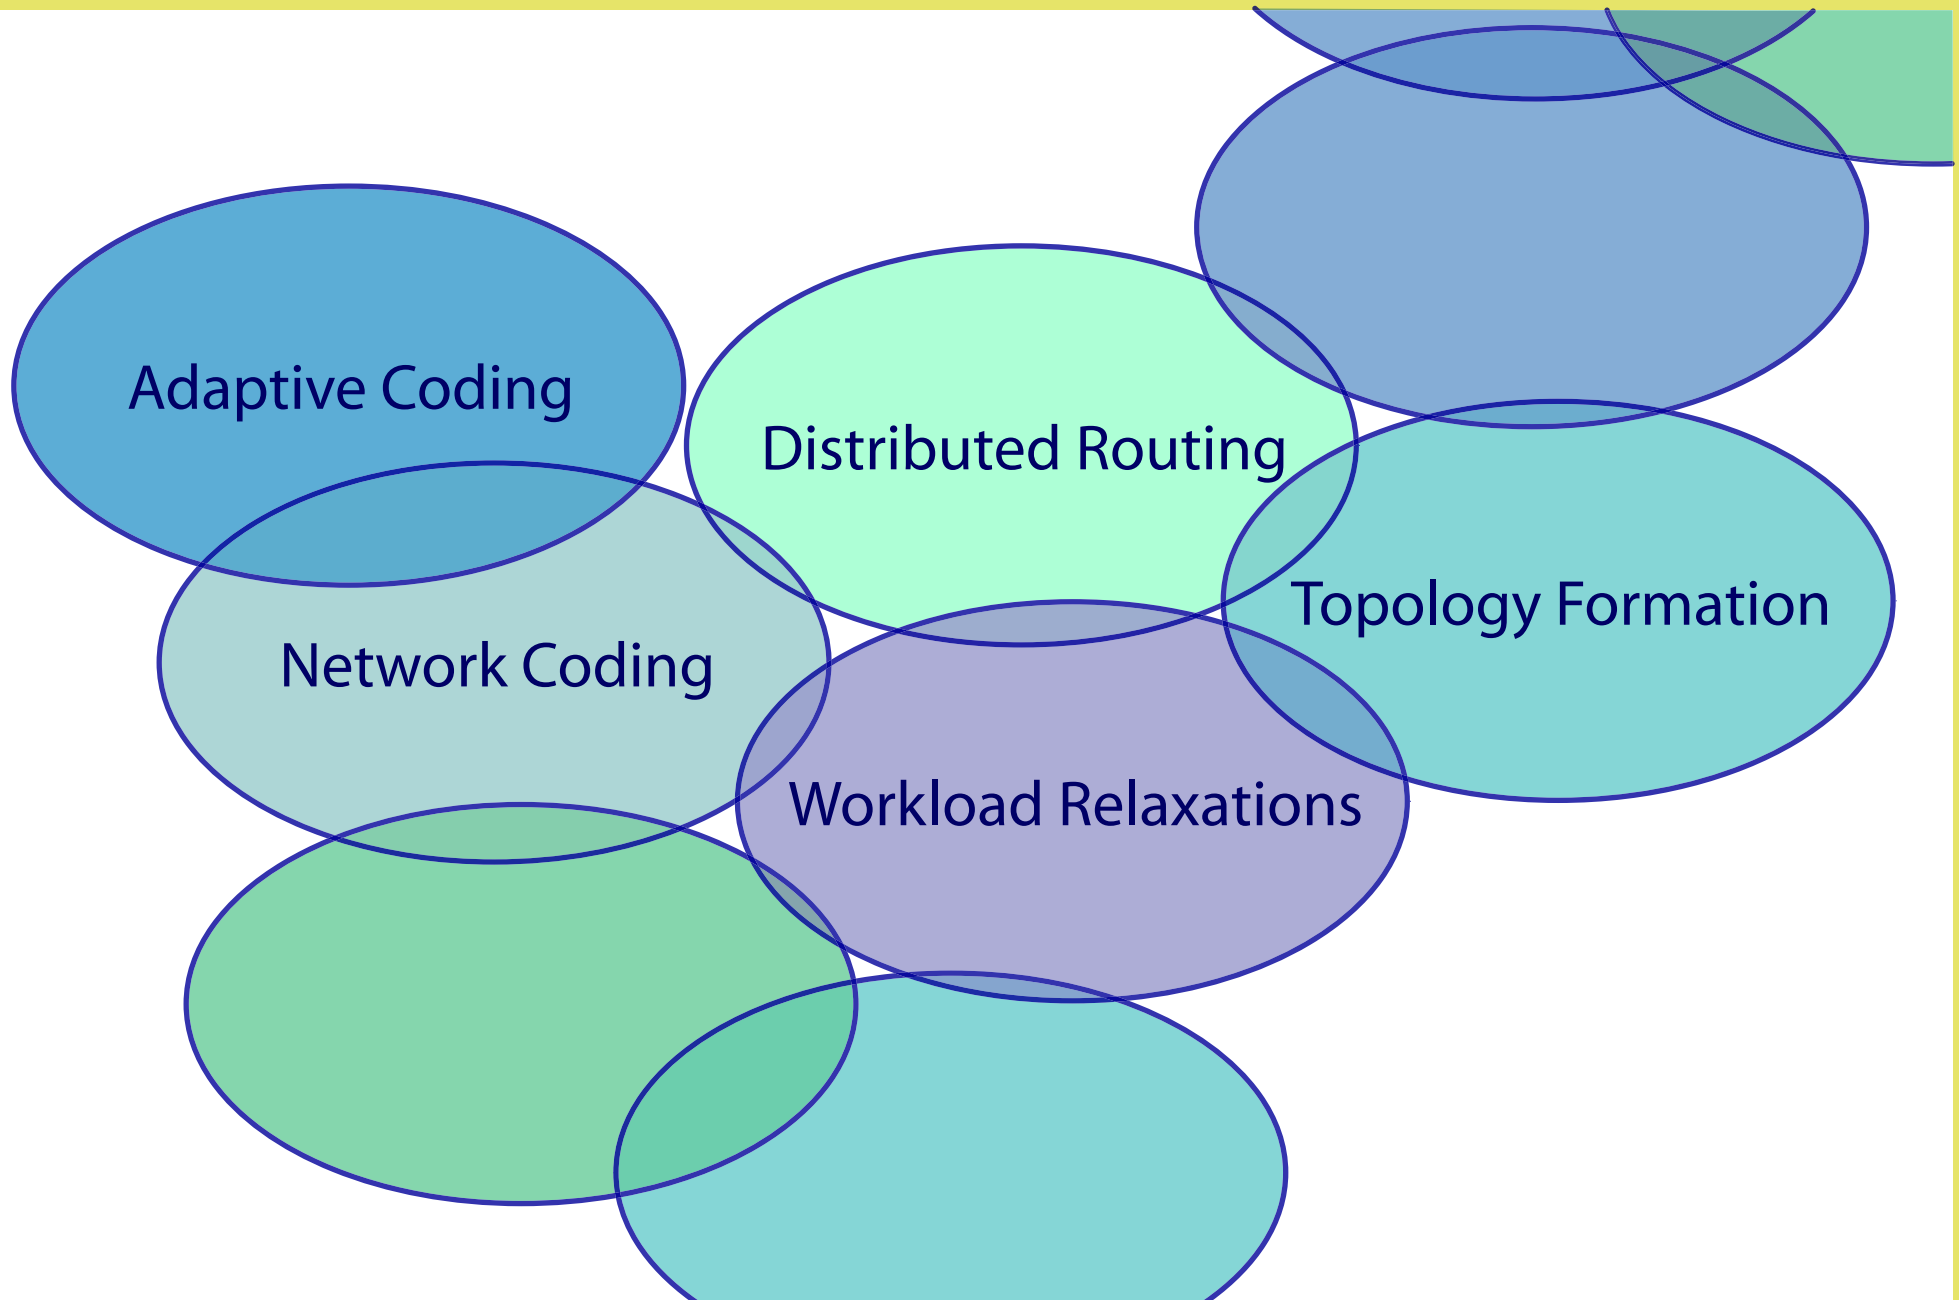 Adaptive Coding
Distributed Routing
Topology Formation
Network Coding
Workload Relaxations